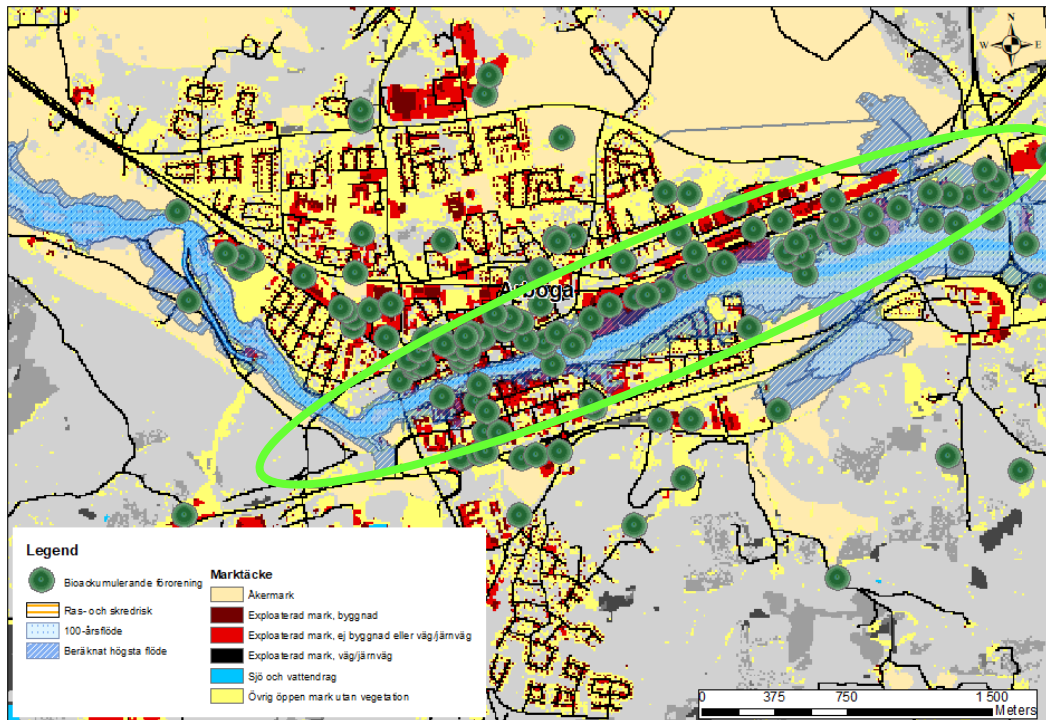 N
W E
S
Arboga
Legend
Bioackumulerande förorening
Ras- och skredrisk
100-årsflöde
Beräknat högsta flöde
Marktäcke
Åkermark
Exploaterad mark, byggnad
Exploaterad mark, ej byggnad eller väg/järnväg
Exploaterad mark, väg/järnväg
Sjö och vattendrag
Övrig öppen mark utan vegetation
0 375 750 1 500
Meters